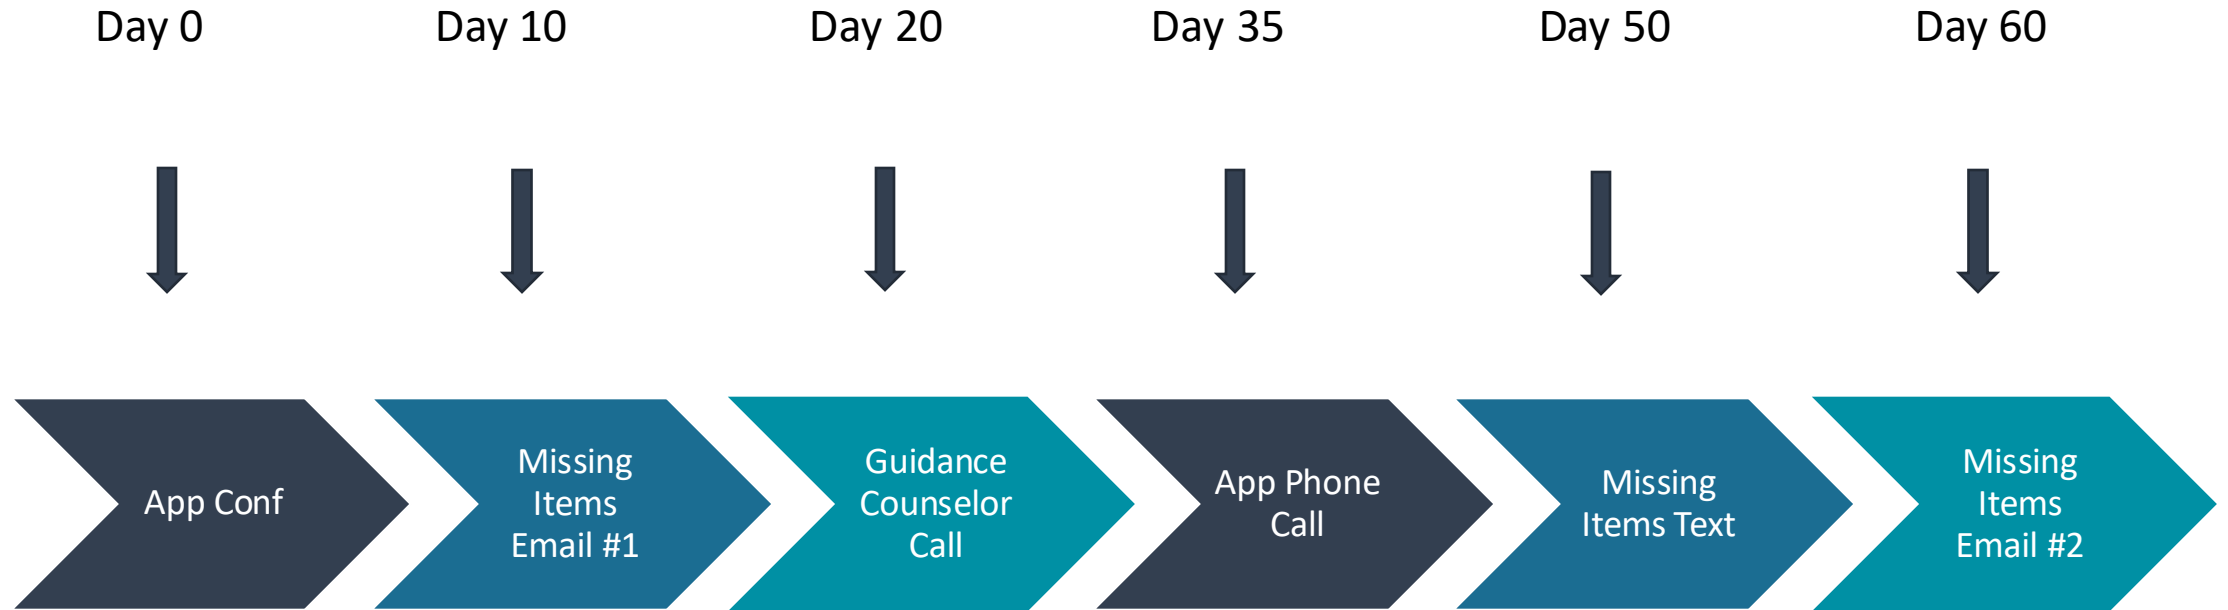 Day 0
Day 10
Day 20
Day 35
Day 50
Day 60
App Conf
Missing
Items
Email #1
Guidance
Counselor
Call
App Phone
Call
Missing
Items Text
Missing
Items
Email #2